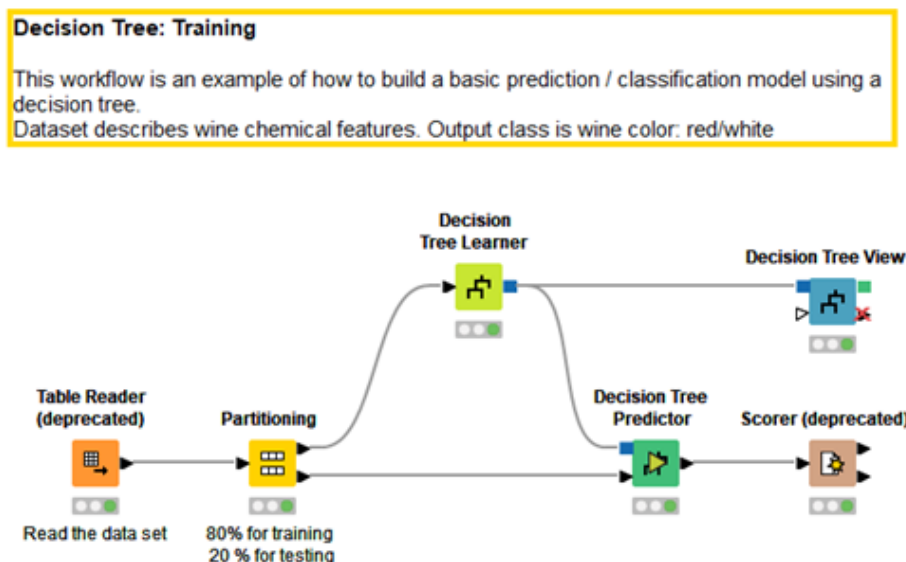 Decision Tree: Training
This workflow is an example of how to build a basic prediction / classification model using a
decision tree.
Dataset describes wine chemical features. Output class is wine color: red/white
Decision
Tree Learner
Decision Tree View
Table Reader
(deprecated)
Partitioning
Decision Tree
Predictor
Scorer (deprecated)
Read the data set
80% for training
20 % for testing